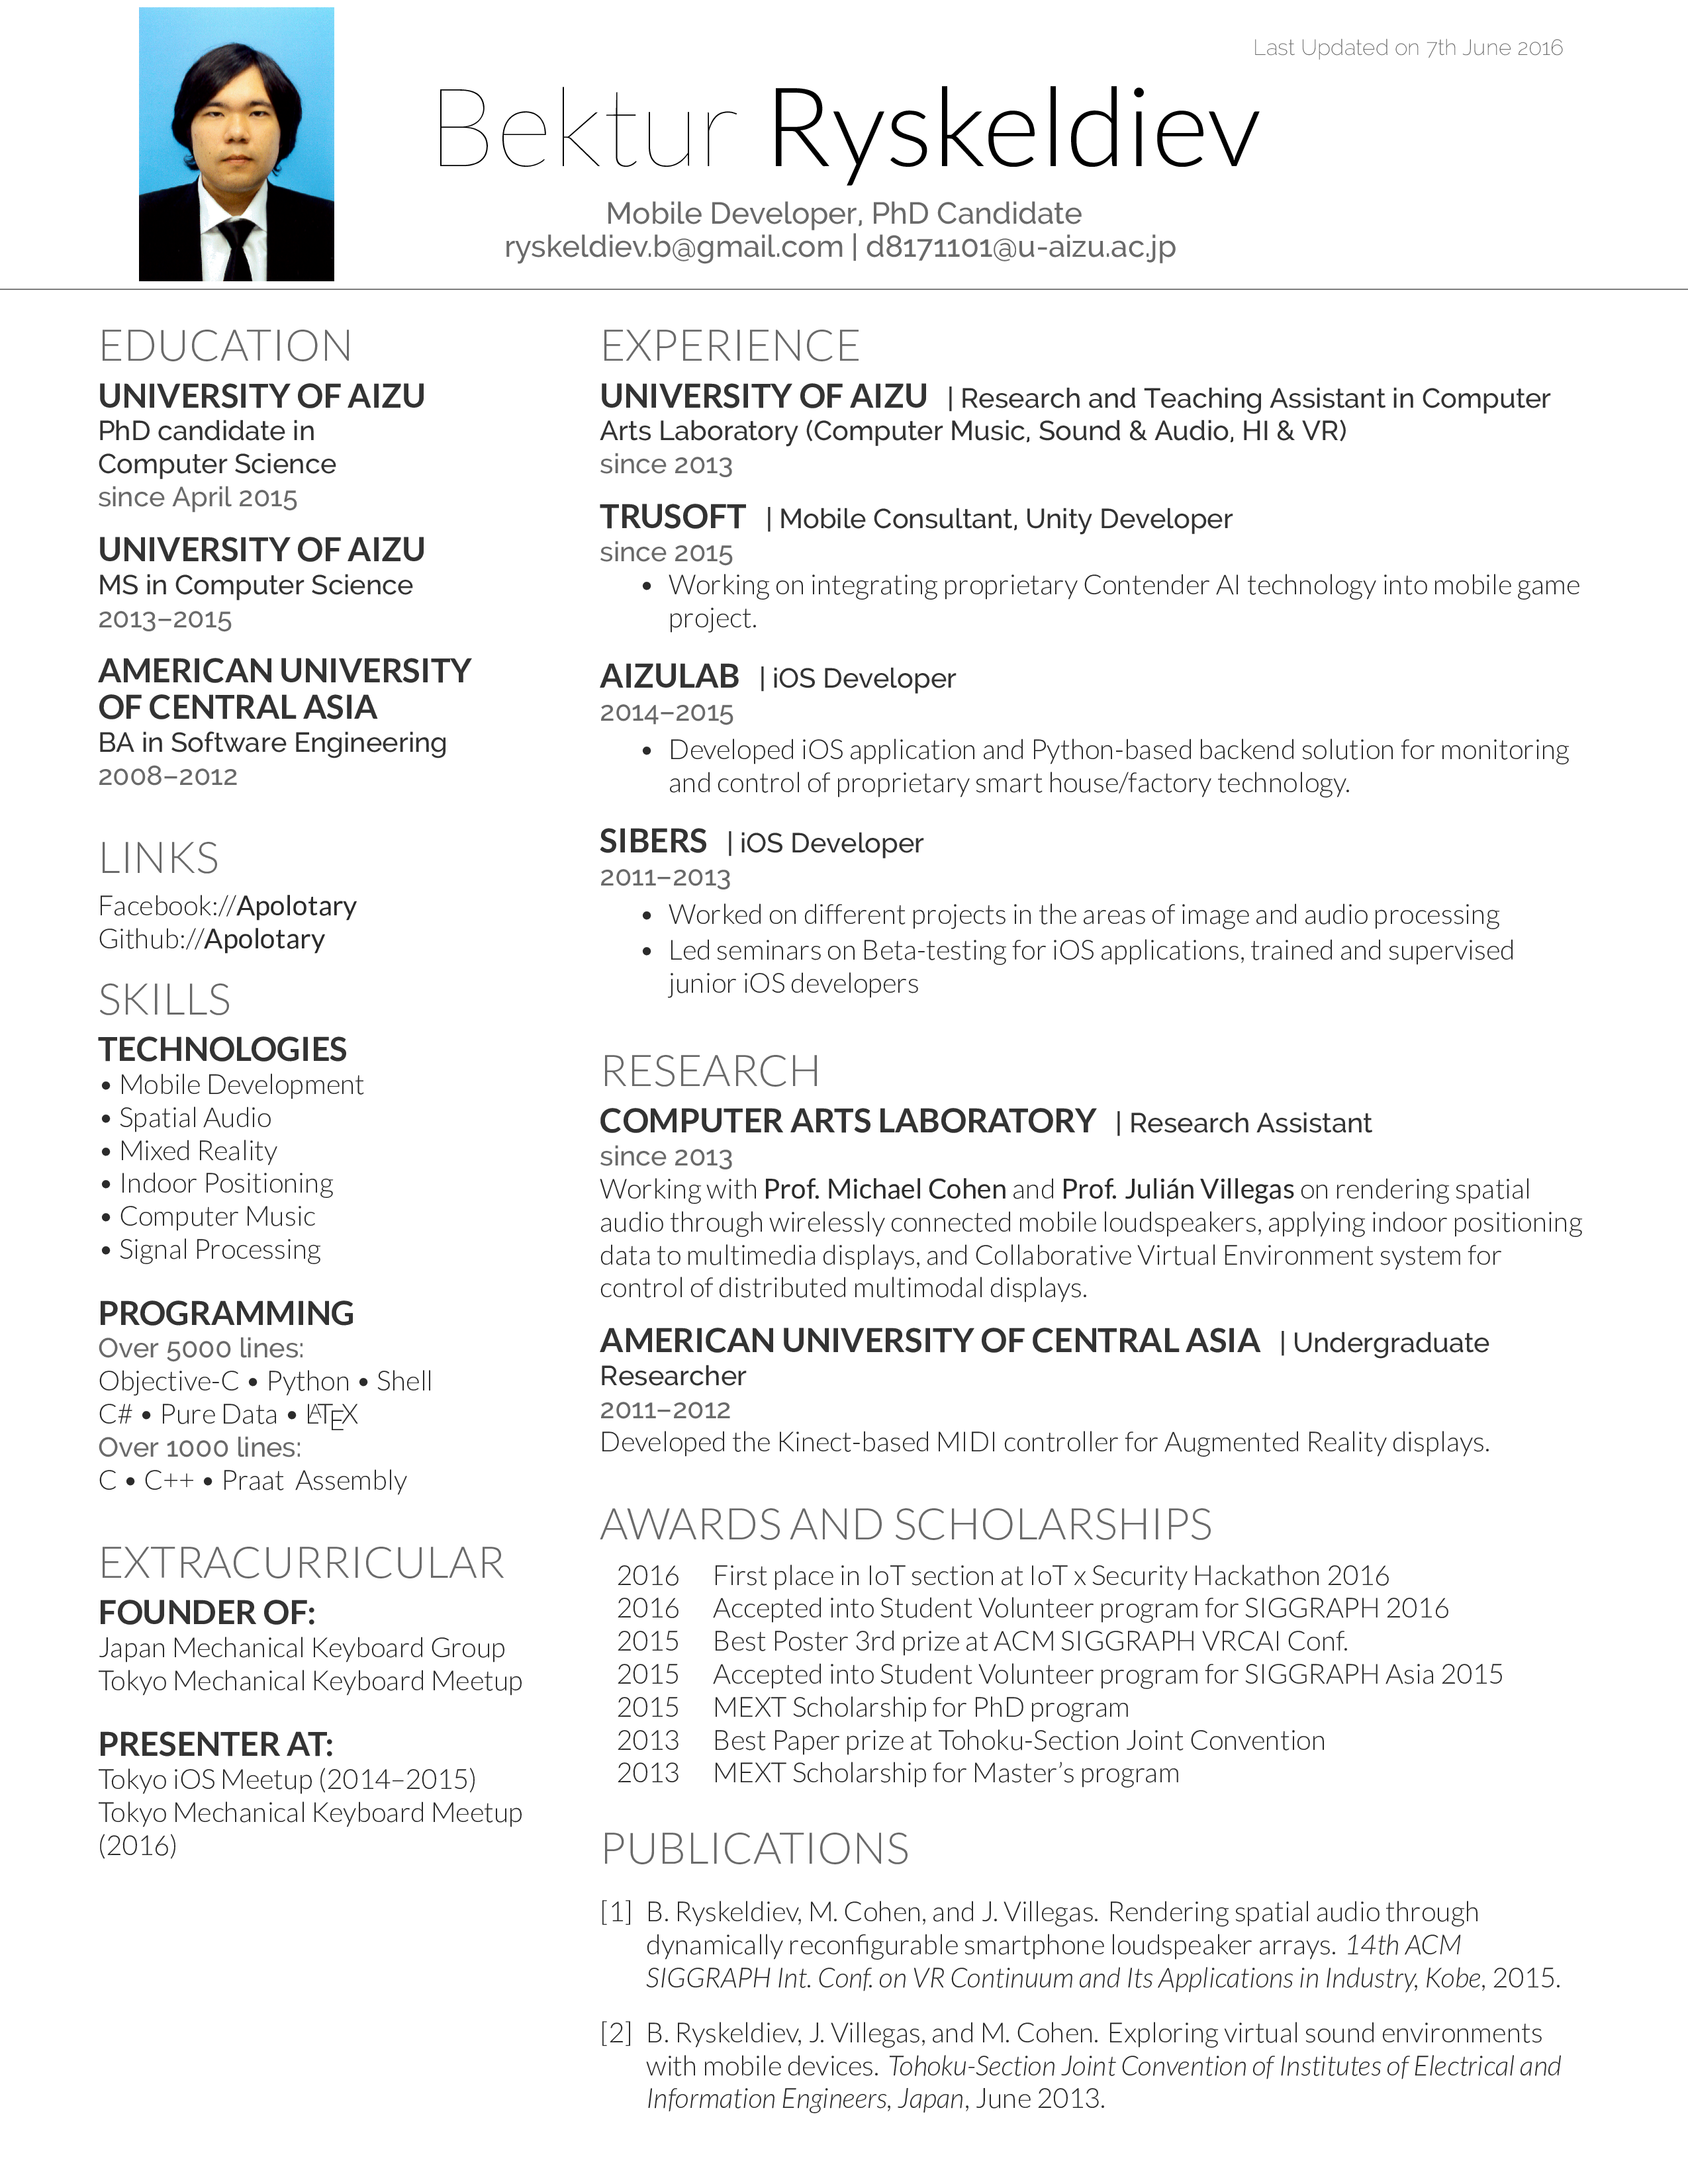 Last Updated on 7th June 2016
Bektur Ryskeldiev
Mobile Developer, PhD Candidate
ryskeldiev.b@gmail.com | d8171101@u-aizu.ac.jp
EDUCATION
UNIVERSITY OF AIZU
PhD candidate in
Computer Science
since April 2015
UNIVERSITY OF AIZU
MS in Computer Science
2013–2015
AMERICAN UNIVERSITY
OF CENTRAL ASIA
BA in Software Engineering
2008–2012
LINKS
Facebook://Apolotary
Github://Apolotary
SKILLS
TECHNOLOGIES
• Mobile Development
• Spatial Audio
• Mixed Reality
• Indoor Positioning
• Computer Music
• Signal Processing
PROGRAMMING
Over 5000 lines:
Objective-C • Python • Shell
C# • Pure Data • LATEX
Over 1000 lines:
C • C++ • Praat Assembly
EXTRACURRICULAR
FOUNDER OF:
Japan Mechanical Keyboard Group
Tokyo Mechanical Keyboard Meetup
PRESENTER AT:
Tokyo iOS Meetup (2014–2015)
Tokyo Mechanical Keyboard Meetup
(2016)
EXPERIENCE
UNIVERSITY OF AIZU | Research and Teaching Assistant in Computer
Arts Laboratory (Computer Music, Sound & Audio, HI & VR)
since 2013
TRUSOFT | Mobile Consultant, Unity Developer
since 2015
• Working on integrating proprietary Contender AI technology into mobile game
project.
AIZULAB | iOS Developer
2014–2015
• Developed iOS application and Python-based backend solution for monitoring
and control of proprietary smart house/factory technology.
SIBERS | iOS Developer
2011–2013
• Worked on different projects in the areas of image and audio processing
• Led seminars on Beta-testing for iOS applications, trained and supervised
junior iOS developers
RESEARCH
COMPUTER ARTS LABORATORY | Research Assistant
since 2013
Working with Prof. Michael Cohen and Prof. Julián Villegas on rendering spatial
audio through wirelessly connected mobile loudspeakers, applying indoor positioning
data to multimedia displays, and Collaborative Virtual Environment system for
control of distributed multimodal displays.
AMERICAN UNIVERSITY OF CENTRAL ASIA | Undergraduate
Researcher
2011–2012
Developed the Kinect-based MIDI controller for Augmented Reality displays.
AWARDS AND SCHOLARSHIPS
2016 First place in IoT section at IoT x Security Hackathon 2016
2016 Accepted into Student Volunteer program for SIGGRAPH 2016
2015 Best Poster 3rd prize at ACM SIGGRAPH VRCAI Conf.
2015 Accepted into Student Volunteer program for SIGGRAPH Asia 2015
2015 MEXT Scholarship for PhD program
2013 Best Paper prize at Tohoku-Section Joint Convention
2013 MEXT Scholarship for Master's program
PUBLICATIONS
[1] B. Ryskeldiev, M. Cohen, and J. Villegas. Rendering spatial audio through
dynamically reconfigurable smartphone loudspeaker arrays. 14th ACM
SIGGRAPH Int. Conf. on VR Continuum and Its Applications in Industry, Kobe, 2015.
[2] B. Ryskeldiev, J. Villegas, and M. Cohen. Exploring virtual sound environments
with mobile devices. Tohoku-Section Joint Convention of Institutes of Electrical and
Information Engineers, Japan, June 2013.